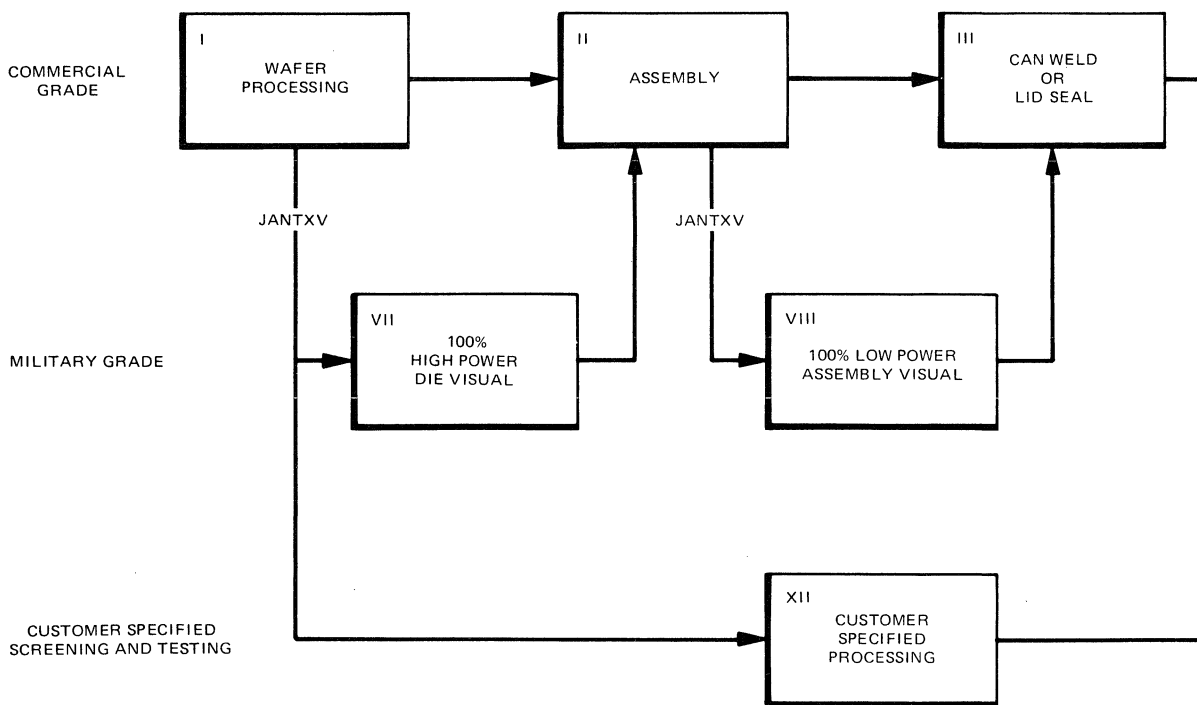 COMMERCIAL
GRADE
I
WAFER
PROCESSING
II
ASSEMBLY
III
CAN WELD
OR
LID SEAL
JANTXV
JANTXV
MILITARY GRADE
VII
100%
HIGH POWER
DIE VISUAL
VIII
100% LOW POWER
ASSEMBLY VISUAL
CUSTOMER SPECIFIED
SCREENING AND TESTING
XII
CUSTOMER
SPECIFIED
PROCESSING